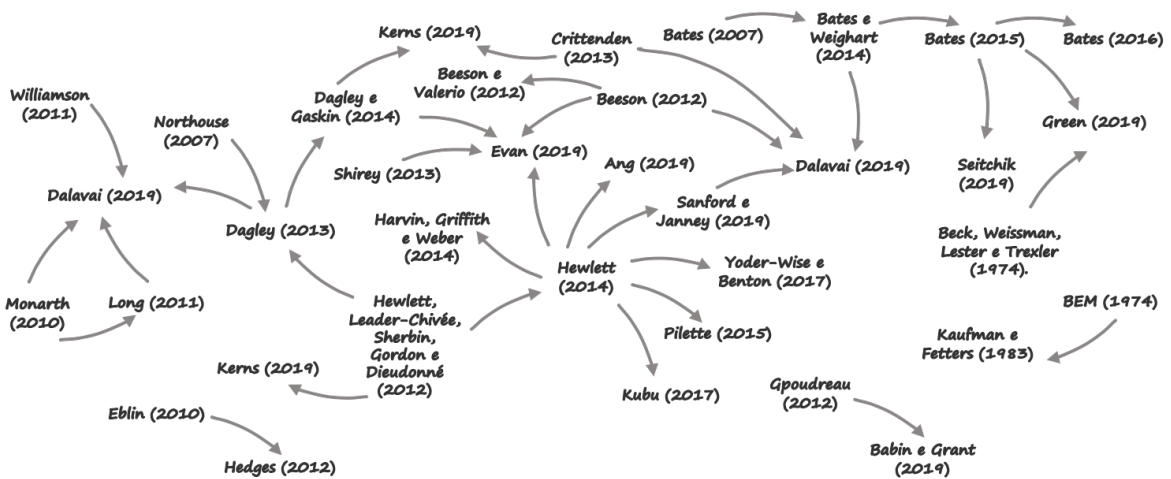 Kerns (2019)
Crittenden
(2013)
Bates (2007)
Bates e
Weighart
(2014)
Bates (2015)
Bates (2016)
Williamson
(2011)
Northouse
(2007)
Dagley e
Gaskin (2014)
Beeson e
Valerio (2012)
Beeson (2012)
Green (2019)
Shirey (2013)
Evan (2019)
Ang (2019)
Dalavai (2019)
Seitchik
(2019)
Dalavai (2019)
Dagley (2013)
Harvin, Griffith
e Weber
(2014)
Sanford e
Janney (2019)
Beck, Weissman,
Lester e Trexler
(1974).
Monarth
(2010)
Long (2011)
Hewlett,
Leader-Chivée,
Sherbin,
Gordon e
Dieudonné
(2012)
Hewlett
(2014)
Yoder-Wise e
Benton (2017)
Pilette (2015)
BEM (1974)
Kaufman e
Fetters (1983)
Kerns (2019)
Kubu (2017)
Gpoudreau
(2012)
Eblin (2010)
Hedges (2012)
Babin e Grant
(2019)